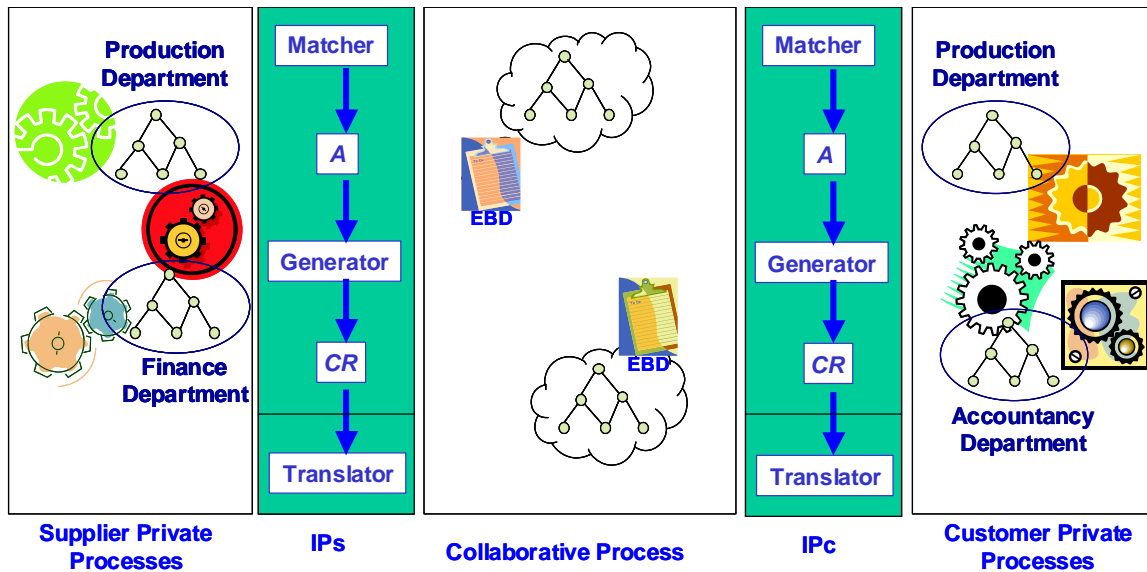 Production
Department
Finance
Department
Supplier Private
Processes
Matcher
A
Generator
CR
Translator
IPs
EBD
EBD
Collaborative Process
Matcher
A
Generator
CR
Translator
IPc
Production
Department
Accountancy
Department
Customer Private
Processes